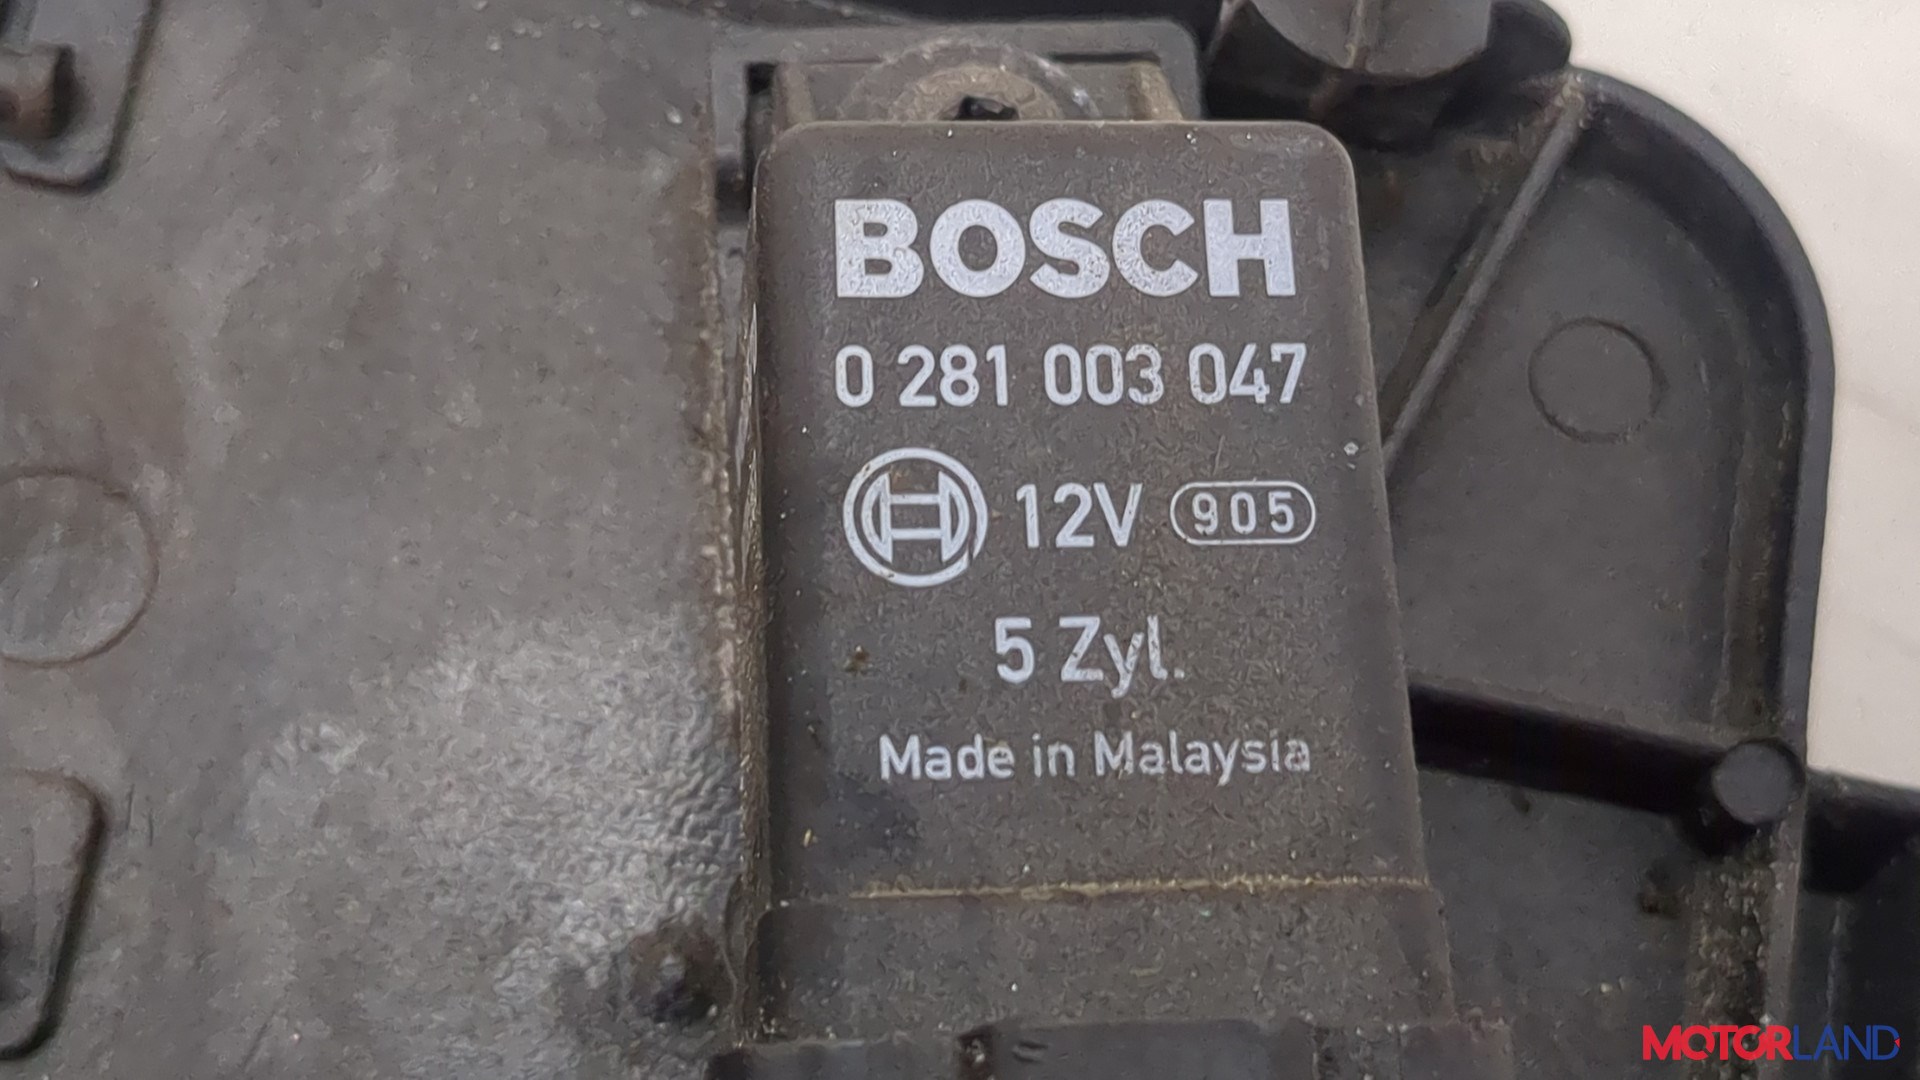 BOSCH
0 281 003 047
12V 905
5 Zyl.
Made in Malaysia
MOTORLAND